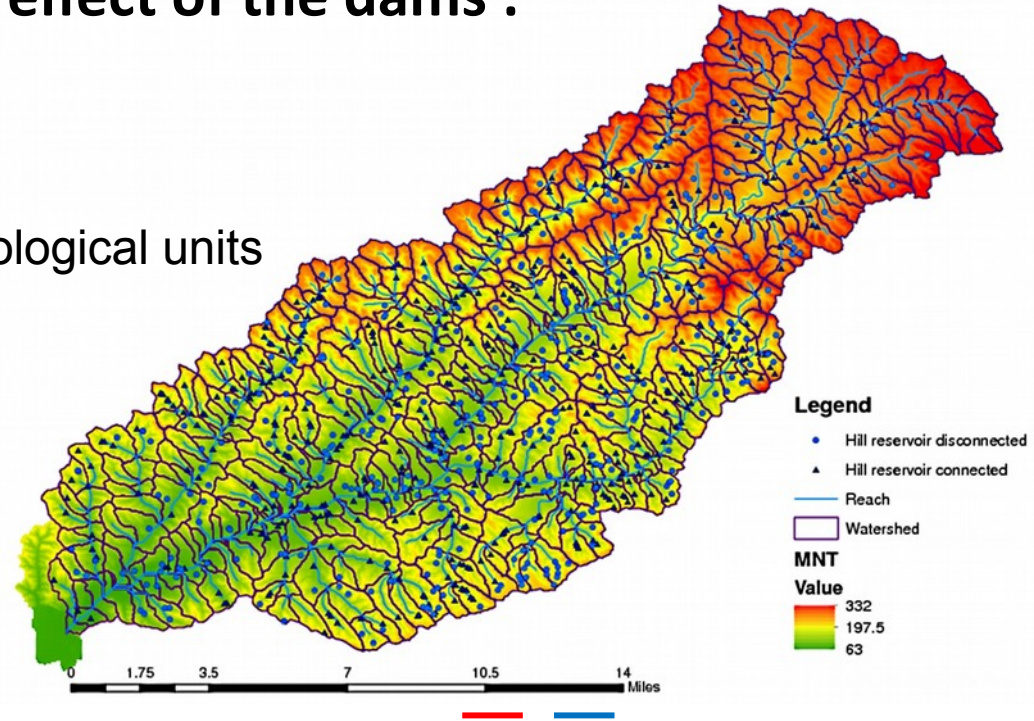 effect of the dams :
ological units
Legend
Hill reservoir disconnected
Hill reservoir connected
Reach
Watershed
MNT
Value
332
197.5
63
0 1.75 3.5 7 10.5 14
Miles